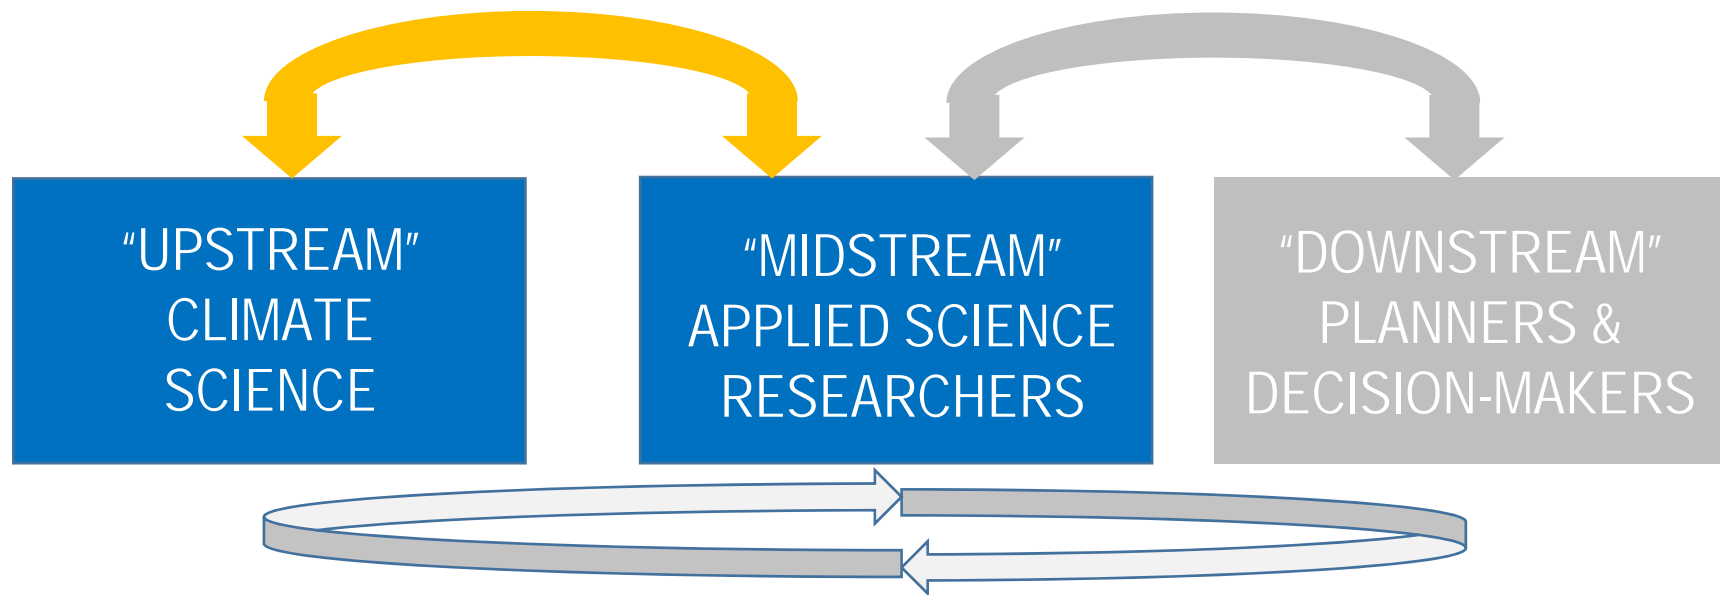 “UPSTREAM”
CLIMATE
SCIENCE
“MIDSTREAM”
APPLIED SCIENCE
RESEARCHERS
“DOWNSTREAM”
PLANNERS &
DECISION-MAKERS